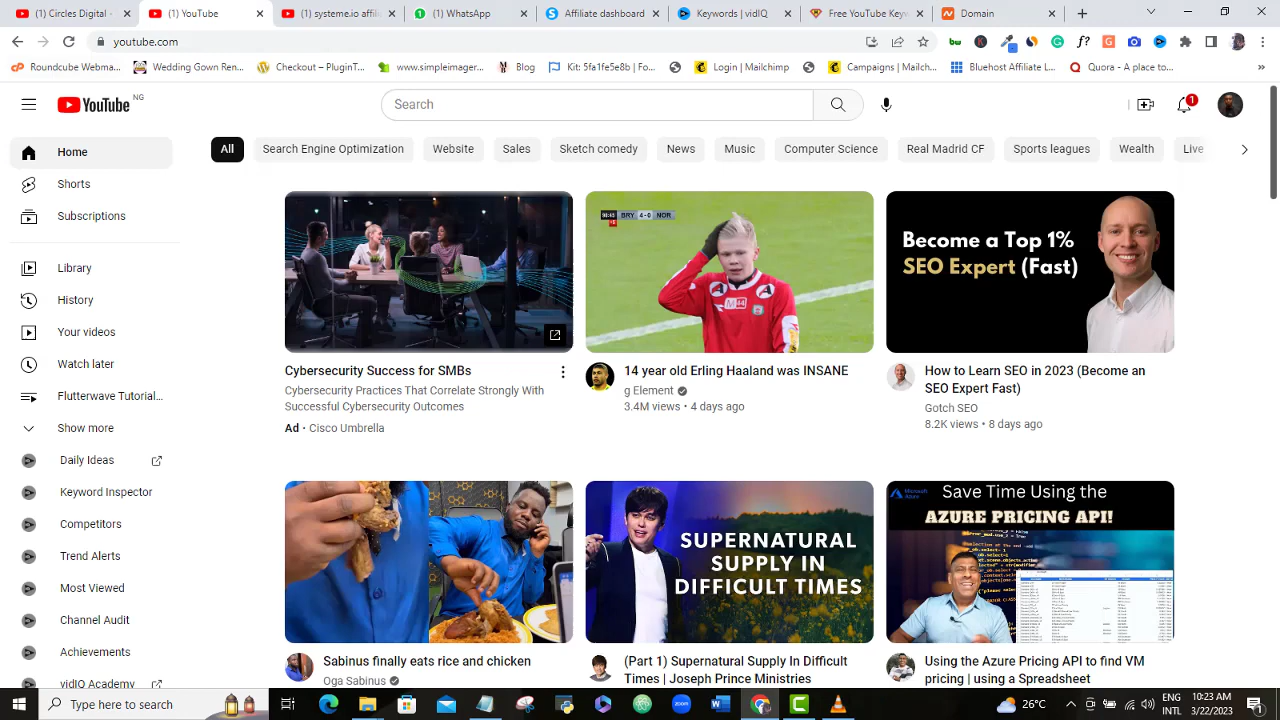 (1) Circles Digital -
(1) YouTube
(1) systeme.io affil
(1) WhatsApp
Affiliate Dashboard
Keywords | vidIQ
Free YouTube Key
Domain
youtube.com
Roundcube Webma...
Wedding Gown Ren...
Checkout – PluginT...
www.simpleimager...
Blog
Kit: 5fa1fe5e8b | Fo...
Login | Mailchimp
Campaigns | Mailch...
Bluehost Affiliate L...
Quora - A place to...
YouTube NG
Search
1
Home
Shorts
Subscriptions
Library
History
Your videos
Watch later
Flutterwave Tutorial...
Show more
Daily Ideas
Keyword Inspector
Competitors
Trend Alerts
Most Viewed
Channel Audit
Achievements
vidIQ Academy
All
Search Engine Optimization
Website
Sales
Sketch comedy
News
Music
Computer Science
Real Madrid CF
Sports leagues
Wealth
Live
Cybersecurity Success for SMBs
Cybersecurity Practices That Correlate Strongly With
Successful Cybersecurity Outcomes
Ad · Cisco Umbrella
BRY 4-0 NOR
14 year old Erling Haaland was INSANE
g Element
3.4M views • 4 days ago
Become a Top 1%
SEO Expert (Fast)
How to Learn SEO in 2023 (Become an
SEO Expert Fast)
Gotch SEO
8.2K views • 8 days ago
Sabinus finally eats rice and chicken
Oga Sabinus
SUPERNATURAL
SUPPLY IN
DIFFICULT TIMES
(Part 1) Supernatural Supply In Difficult
Times | Joseph Prince Ministries
Microsoft
Azure
Save Time Using the
AZURE PRICING API!
Using the Azure Pricing API to find VM
pricing | using a Spreadsheet
Type here to search
26°C
ENG
INTL
10:23 AM
3/22/2023